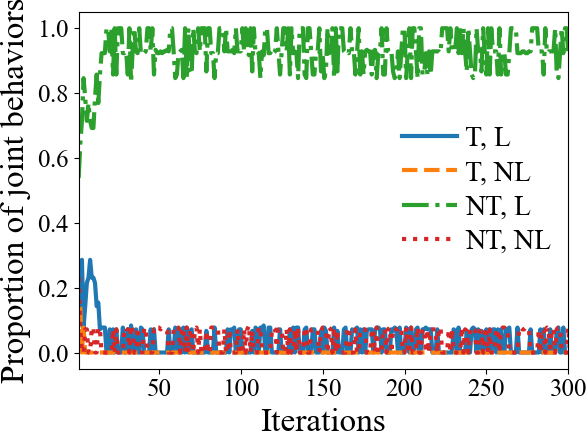 Proportion of joint behaviors
1.0
0.8
0.6
0.4
0.2
0.0
T, L
T, NL
NT, L
NT, NL
50
100
150
200
250
300
Iterations